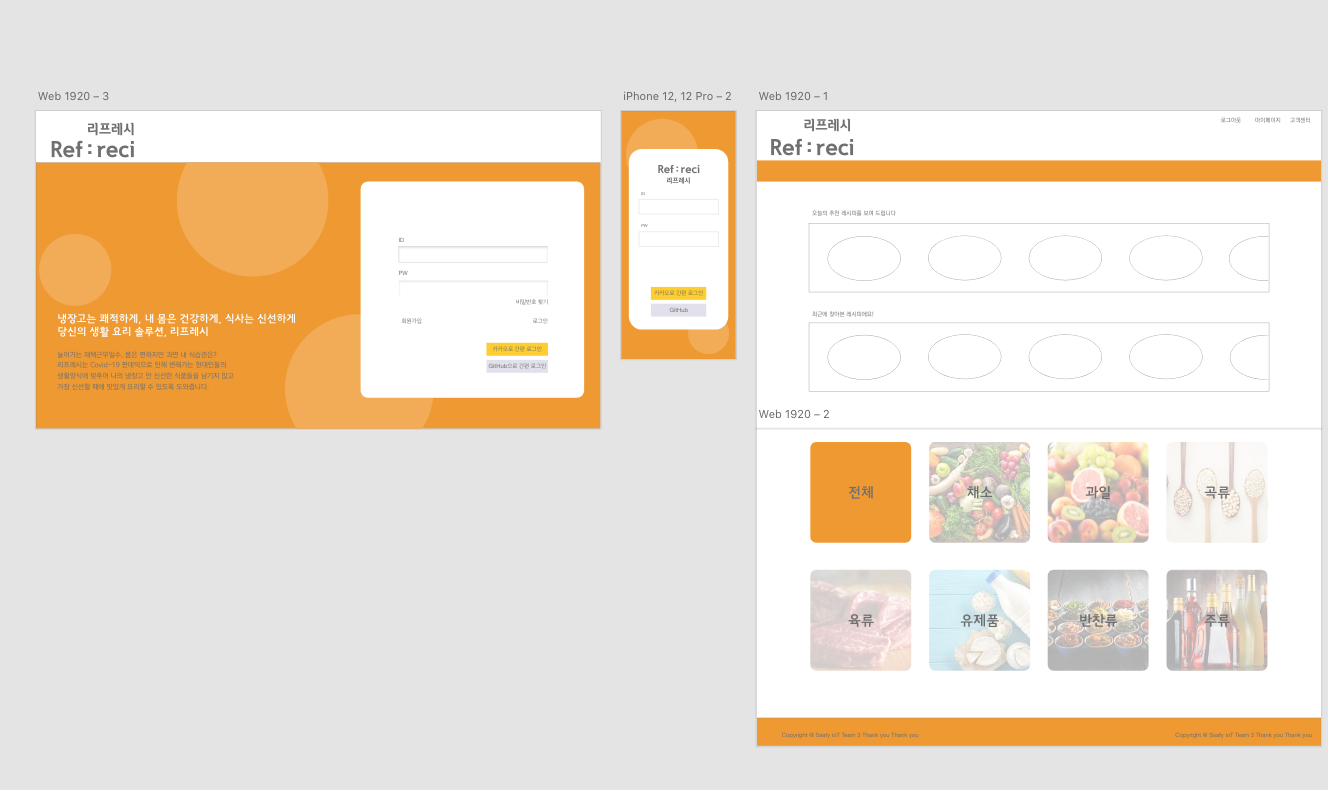 Web 1920 – 3
리프레시
Ref : reci
ID
PW
비밀번호 찾기
회원가입
로그인
카카오로 간편 로그인
GitHub으로 간편 로그인
냉장고는 쾌적하게, 내 몸은 건강하게, 식사는 신선하게
당신의 생활 요리 솔루션, 리프레시
늘어가는 재택근무일수, 몸은 편하지만 과연 내 식습관은?
리프레시는 Covid-19 팬데믹으로 인해 변해가는 현대인들의
생활양식에 맞추어 나의 냉장고 안 신선한 식품들을 남기지 않고
가장 신선할 때에 맛있게 요리할 수 있도록 도와줍니다
iPhone 12, 12 Pro – 2
Ref : reci
리프레시
ID
PW
카카오로 간편 로그인
GitHub
Web 1920 – 1
리프레시
Ref : reci
로그아웃 마이페이지 고객센터
오늘의 추천 레시피를 보여 드립니다
최근에 찾아본 레시피에요!
Web 1920 – 2
전체 채소 과일 곡류
육류 유제품 반찬류 주류
Copyright @ Ssafy ioT Team 3 Thank you Thank you
Copyright @ Ssafy ioT Team 3 Thank you Thank you